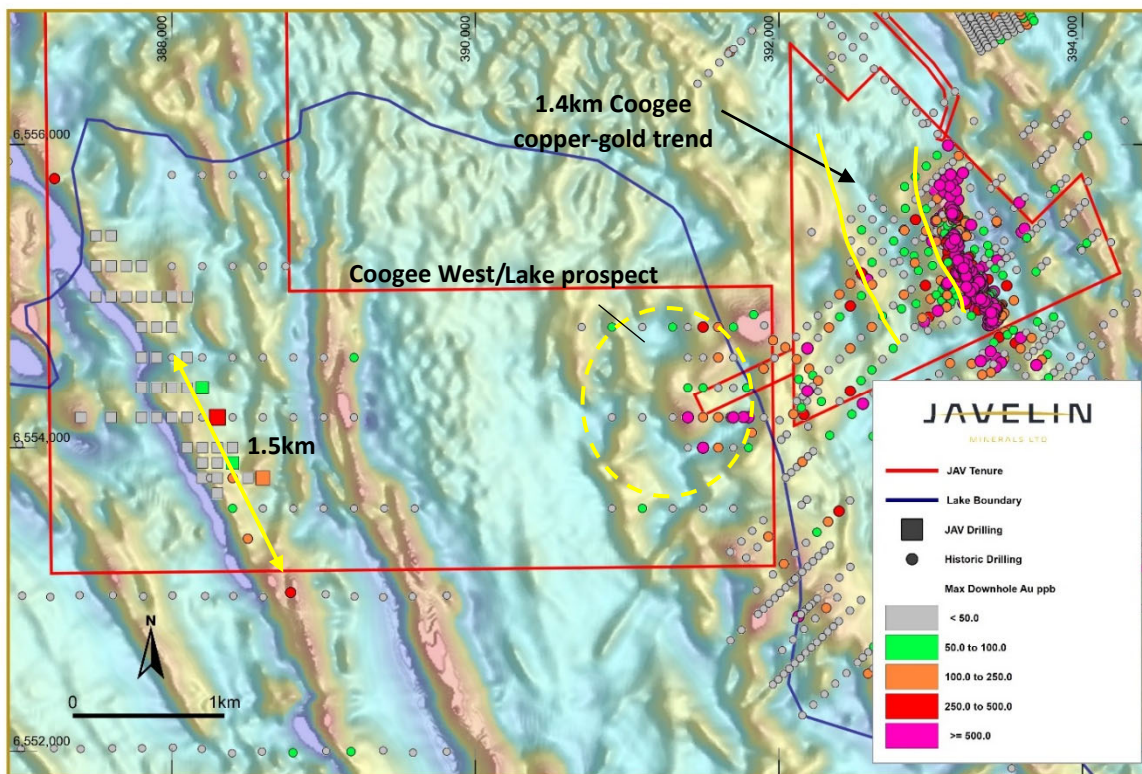 388,000
390,000
392,000
394,000
6,556,000
1.4km Coogee
copper-gold trend
Coogee West/Lake prospect
6,554,000
1.5km
N
0 1km
6,552,000
JAVELIN
MINERALS LTD
JAV Tenure
Lake Boundary
JAV Drilling
Historic Drilling
Max Downhole Au ppb
< 50.0
50.0 to 100.0
100.0 to 250.0
250.0 to 500.0
>= 500.0